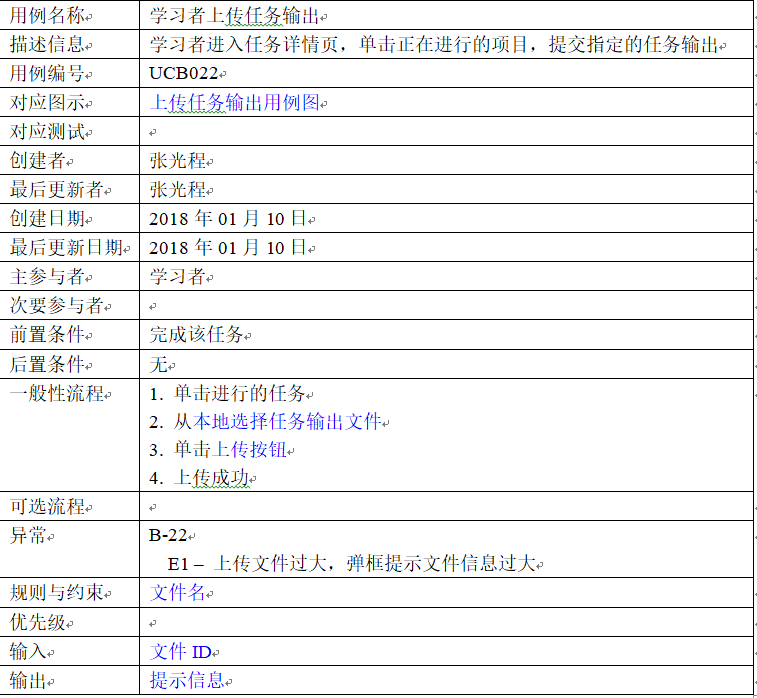 用例名称 学习者上传任务输出
描述信息 学习者进入任务详情页，单击正在进行的项目，提交指定的任务输出
用例编号 UCB022
对应图示 上传任务输出用例图
对应测试
创建者 张光程
最后更新者 张光程
创建日期 2018 年 01 月 10 日
最后更新日期 2018 年 01 月 10 日
主参与者 学习者
次要参与者
前置条件 完成该任务
后置条件 无
一般性流程 1. 单击进行的任务
2. 从本地选择任务输出文件
3. 单击上传按钮
4. 上传成功
可选流程
异常 B-22
E1 – 上传文件过大，弹框提示文件信息过大
规则与约束 文件名
优先级
输入 文件 ID
输出 提示信息